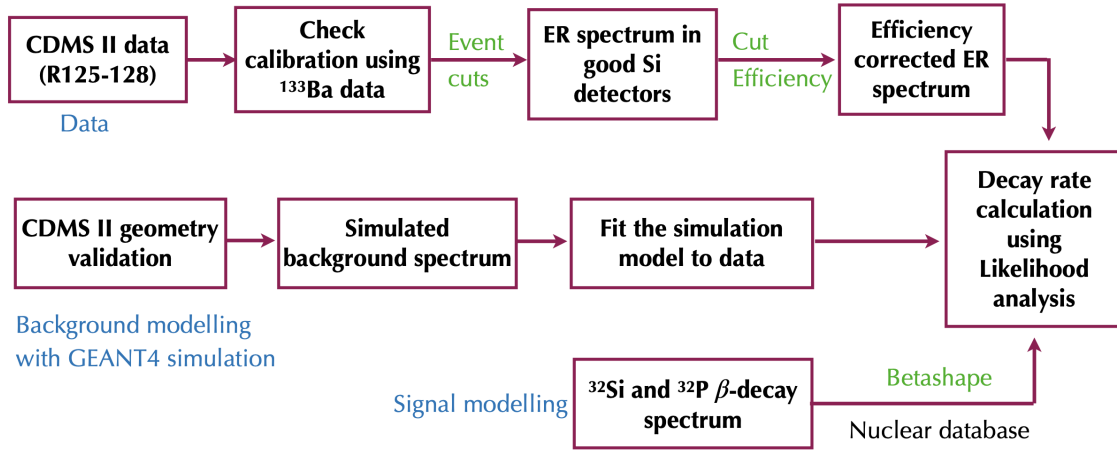 CDMS II data
(R125-128)
Data
Check
calibration using
¹³³Ba data
Event
cuts
ER spectrum in
good Si
detectors
Cut
Efficiency
Efficiency
corrected ER
spectrum
CDMS II geometry
validation
Simulated
background spectrum
Fit the simulation
model to data
Decay rate
calculation
using
Likelihood
analysis
Background modelling
with GEANT4 simulation
Signal modelling
³²Si and ³²P β-decay
spectrum
Betashape
Nuclear database